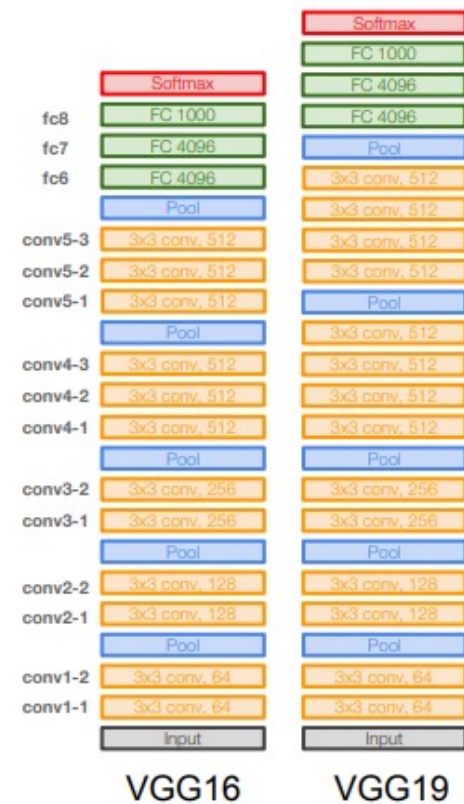 Softmax
FC 1000
Softmax FC 4096
fc8 FC 1000 FC 4096
fc7 FC 4096 Pool
fc6 FC 4096 3x3 conv, 512
Pool 3x3 conv, 512
conv5-3 3x3 conv, 512 3x3 conv, 512
conv5-2 3x3 conv, 512 3x3 conv, 512
conv5-1 3x3 conv, 512 Pool
Pool 3x3 conv, 512
conv4-3 3x3 conv, 512 3x3 conv, 512
conv4-2 3x3 conv, 512 3x3 conv, 512
conv4-1 3x3 conv, 512 3x3 conv, 512
Pool Pool
conv3-2 3x3 conv, 256 3x3 conv, 256
conv3-1 3x3 conv, 256 3x3 conv, 256
Pool Pool
conv2-2 3x3 conv, 128 3x3 conv, 128
conv2-1 3x3 conv, 128 3x3 conv, 128
Pool Pool
conv1-2 3x3 conv, 64 3x3 conv, 64
conv1-1 3x3 conv, 64 3x3 conv, 64
Input Input
VGG16 VGG19